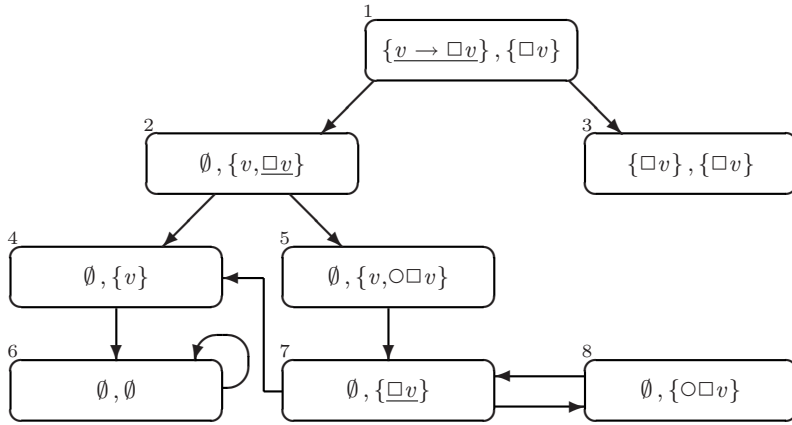 1
{v → □v} , {□v}
2
∅ , {v,□v}
3
{□v} , {□v}
4
∅ , {v}
5
∅ , {v,○□v}
6
∅ , ∅
7
∅ , {□v}
8
∅ , {○□v}